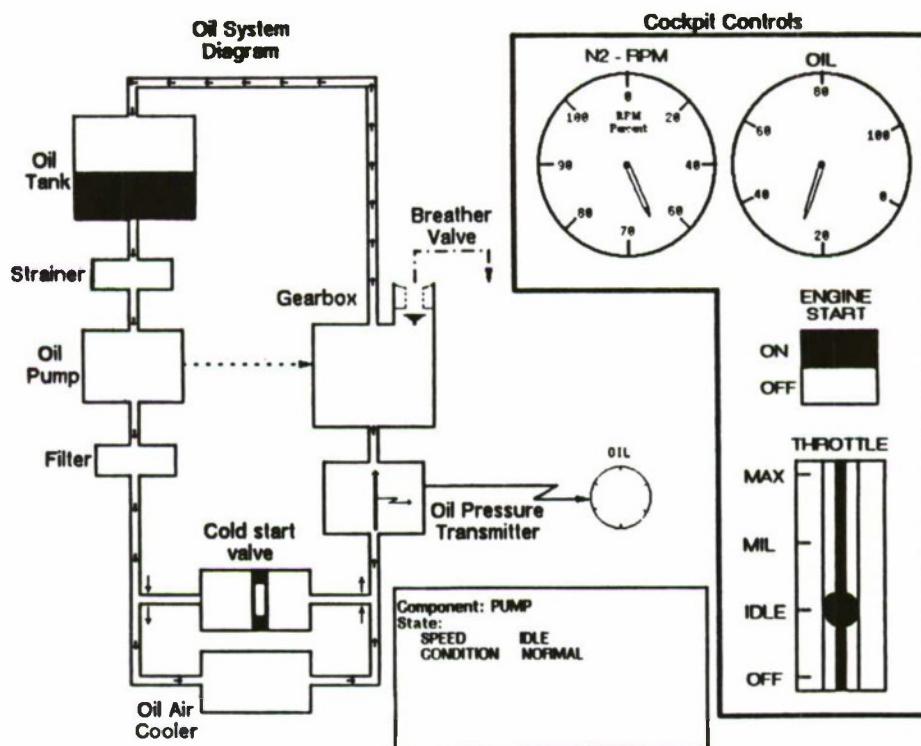 Oil System
Diagram
Oil
Tank
Strainer
Oil
Pump
Filter
Gearbox
Breather
Valve
Cold start
valve
Oil Air
Cooler
Oil Pressure
Transmitter
OIL
Component: PUMP
State:
SPEED IDLE
CONDITION NORMAL
Cockpit Controls
N2 - RPM
0
20
40
60
70
80
90
100
RPM
Percent
OIL
80
100
0
20
40
60
ENGINE
START
ON
OFF
THROTTLE
MAX
MIL
IDLE
OFF